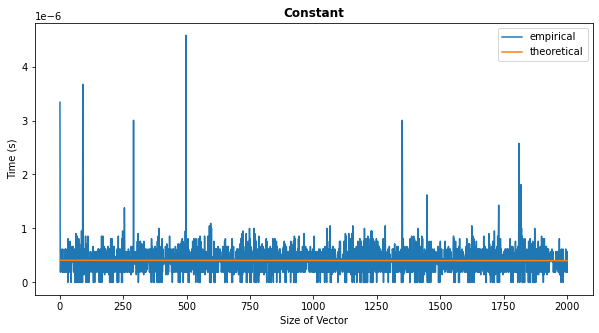 Constant
1e−6
empirical
theoretical
4
3
2
1
0
Time (s)
0 250 500 750 1000 1250 1500 1750 2000
Size of Vector